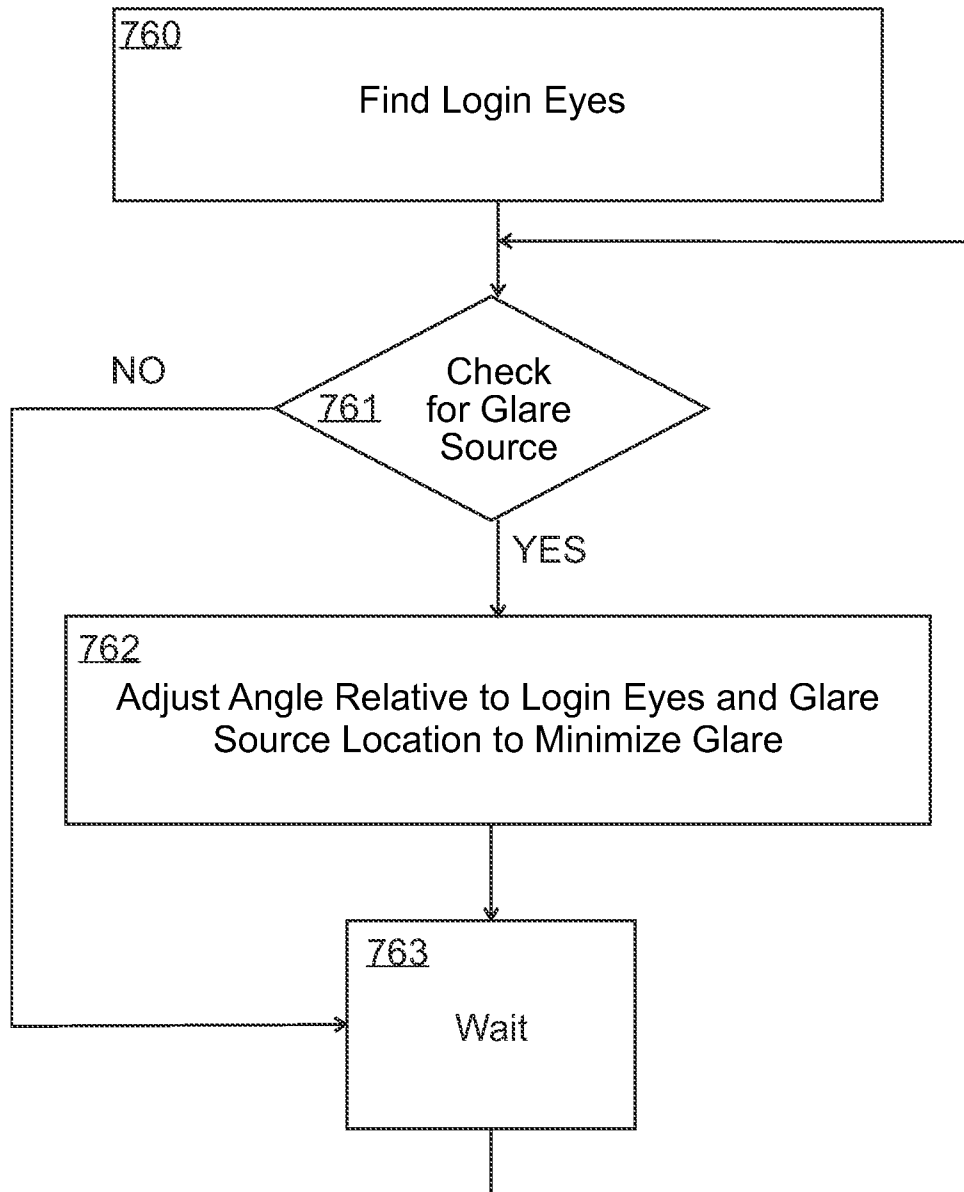 760
Find Login Eyes
NO
761
Check
for Glare
Source
YES
762
Adjust Angle Relative to Login Eyes and Glare
Source Location to Minimize Glare
763
Wait